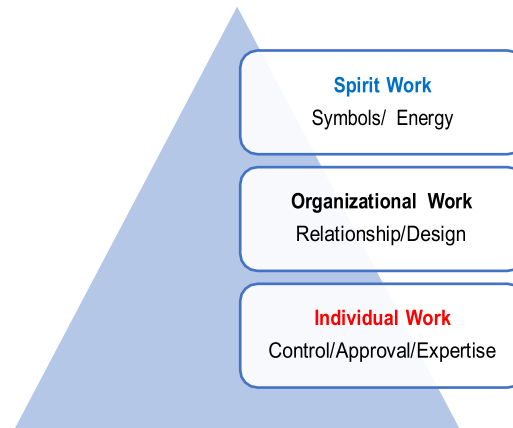 Spirit Work
Symbols/ Energy
Organizational Work
Relationship/Design
Individual Work
Control/Approval/Expertise